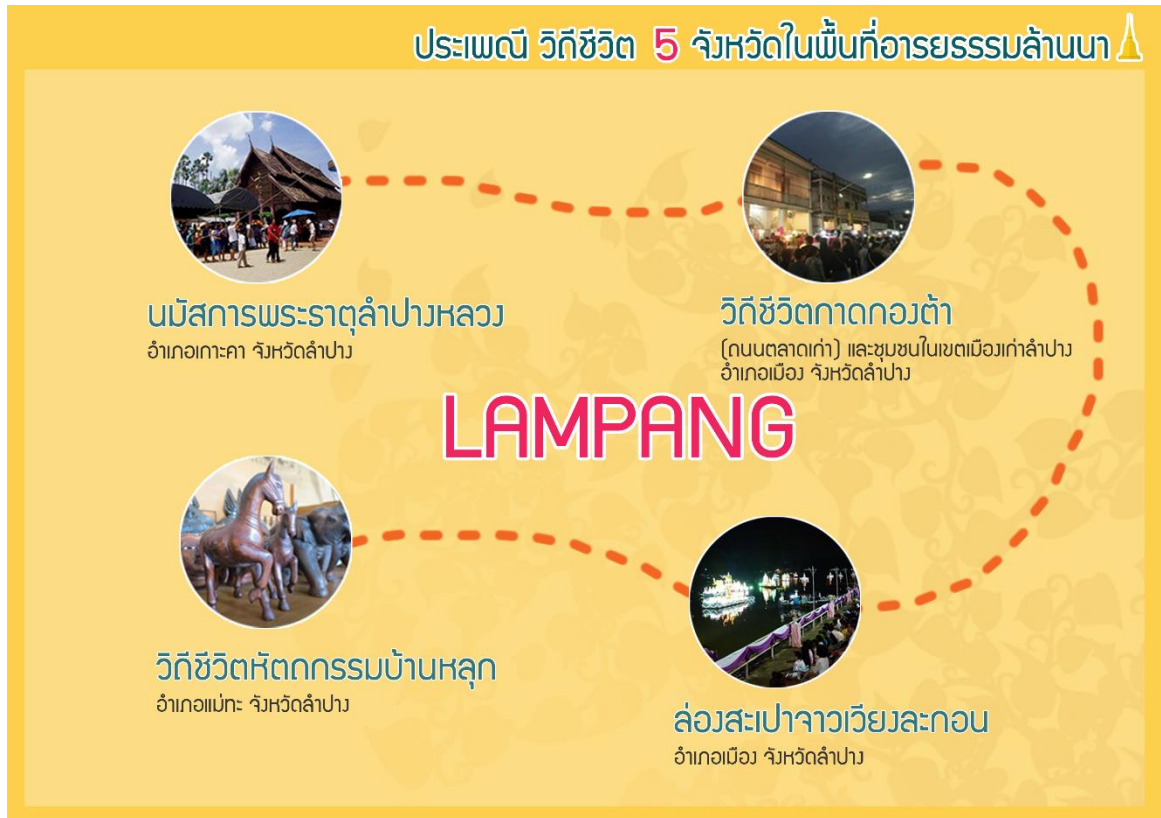 ประเพณี วิถีชีวิต 5 จังหวัดในพื้นที่อารยธรรมล้านนา
นมัสการพระธาตุลำปางหลวง
อำเภอเกาะคา จังหวัดลำปาง
วิถีชีวิตกาดกองต้า
(ถนนตลาดเก่า) และชุมชนในเขตเมืองเก่าลำปาง
อำเภอเมือง จังหวัดลำปาง
LAMPANG
วิถีชีวิตหัตถกรรมบ้านหลุก
อำเภอแม่ทะ จังหวัดลำปาง
ล่องสะเปาจาวเวียงละกอน
อำเภอเมือง จังหวัดลำปาง